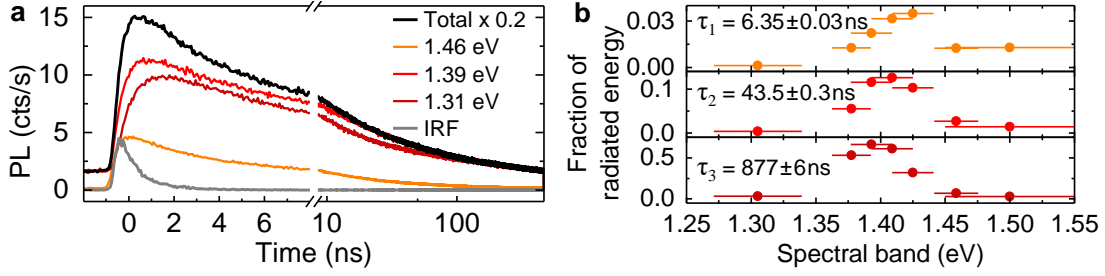 a
PL (cts/s)
15
10
5
0
Total x 0.2
1.46 eV
1.39 eV
1.31 eV
IRF
0 2 4 6 10 100
Time (ns)
b
Fraction of
radiated energy
0.03
0.00
τ1 = 6.35±0.03ns
0.1
0.0
τ2 = 43.5±0.3ns
0.5
0.0
τ3 = 877±6ns
1.25 1.30 1.35 1.40 1.45 1.50 1.55
Spectral band (eV)